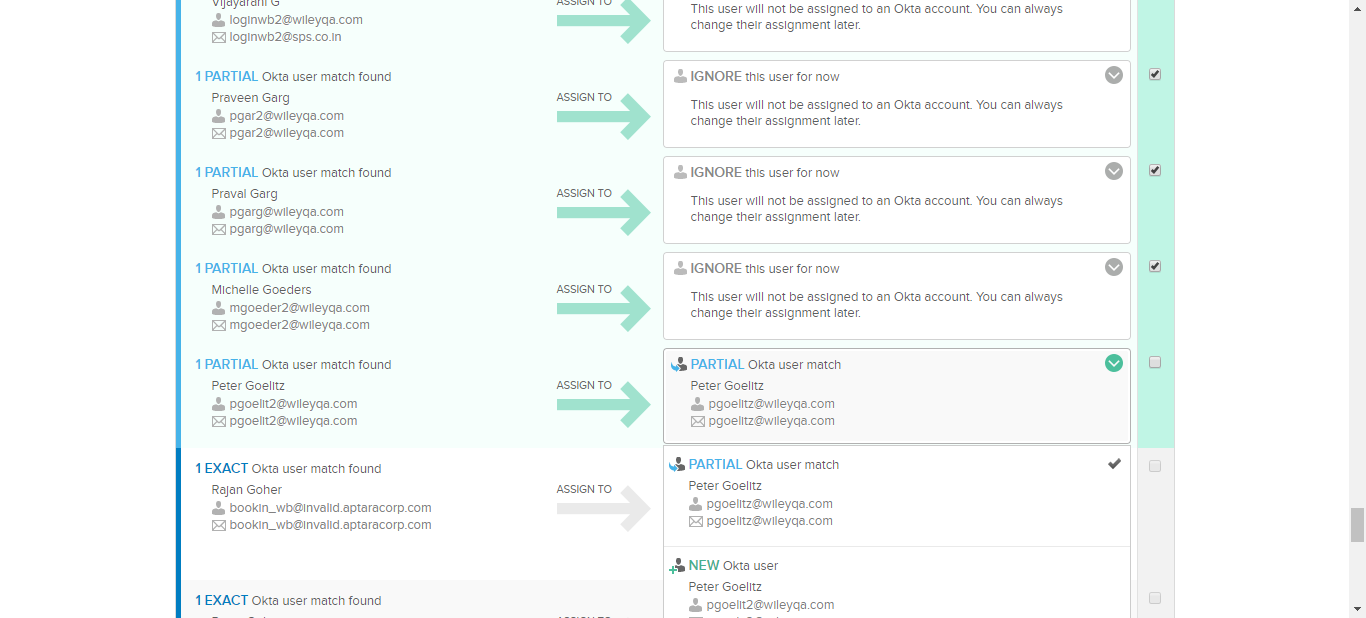 Vijayarani G
loginwb2@wileyqa.com
loginwb2@sps.co.in
ASSIGN TO
This user will not be assigned to an Okta account. You can always
change their assignment later.
1 PARTIAL Okta user match found
Praveen Garg
pgar2@wileyqa.com
pgar2@wileyqa.com
ASSIGN TO
IGNORE this user for now
This user will not be assigned to an Okta account. You can always
change their assignment later.
1 PARTIAL Okta user match found
Praval Garg
pgarg@wileyqa.com
pgarg@wileyqa.com
ASSIGN TO
IGNORE this user for now
This user will not be assigned to an Okta account. You can always
change their assignment later.
1 PARTIAL Okta user match found
Michelle Goeders
mgoeder2@wileyqa.com
mgoeder2@wileyqa.com
ASSIGN TO
IGNORE this user for now
This user will not be assigned to an Okta account. You can always
change their assignment later.
1 PARTIAL Okta user match found
Peter Goelitz
pgoelit2@wileyqa.com
pgoelit2@wileyqa.com
ASSIGN TO
PARTIAL Okta user match
Peter Goelitz
pgoelitz@wileyqa.com
pgoelitz@wileyqa.com
1 EXACT Okta user match found
Rajan Goher
bookin_wb@invalid.aptaracorp.com
bookin_wb@invalid.aptaracorp.com
ASSIGN TO
PARTIAL Okta user match
Peter Goelitz
pgoelitz@wileyqa.com
pgoelitz@wileyqa.com
NEW Okta user
Peter Goelitz
pgoelit2@wileyqa.com
1 EXACT Okta user match found
ASSIGN TO